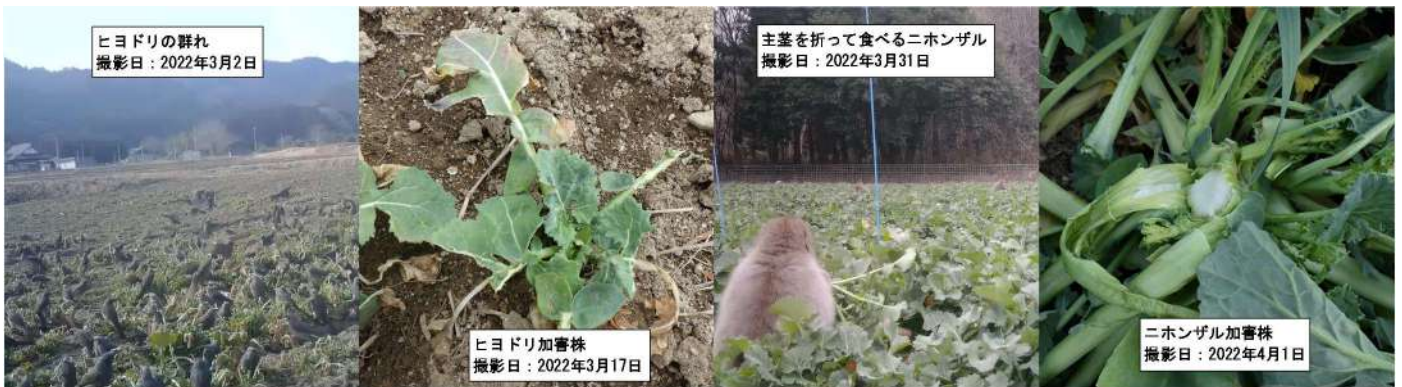 ヒヨドリの群れ
撮影日：2022年3月2日
ヒヨドリ加害株
撮影日：2022年3月17日
主茎を折って食べるニホンザル
撮影日：2022年3月31日
ニホンザル加害株
撮影日：2022年4月1日